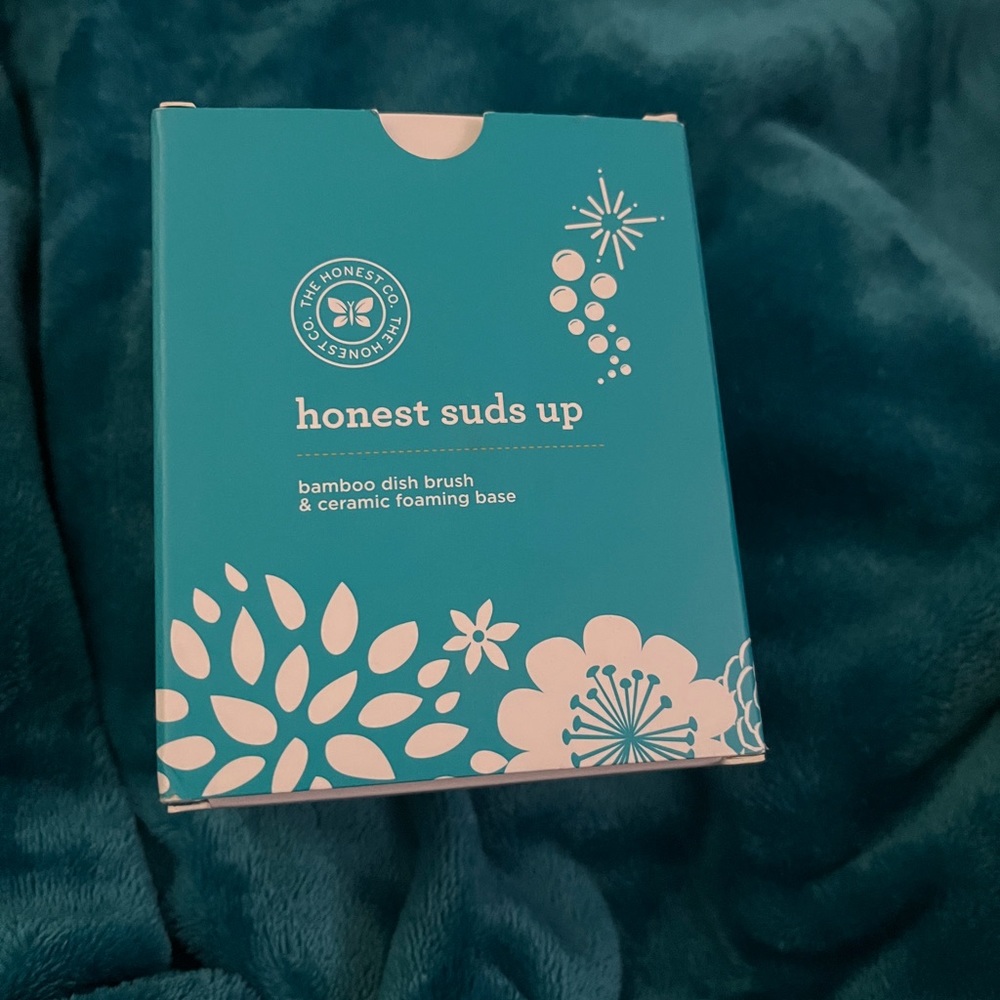 THE HONEST CO. THE HONEST CO.
honest suds up
bamboo dish brush
& ceramic foaming base